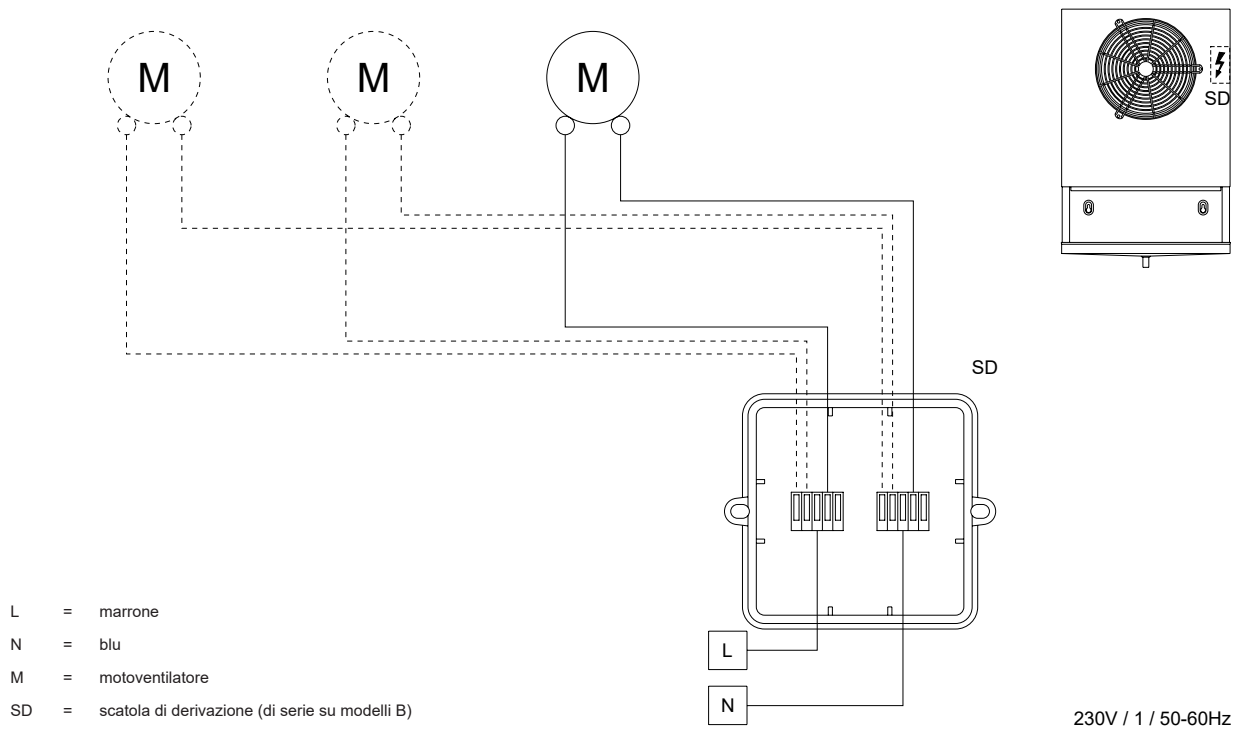 M M M
SD
SD
L = marrone
N = blu
M = motoventilatore
SD = scatola di derivazione (di serie su modelli B)
L
N
230V / 1 / 50-60Hz